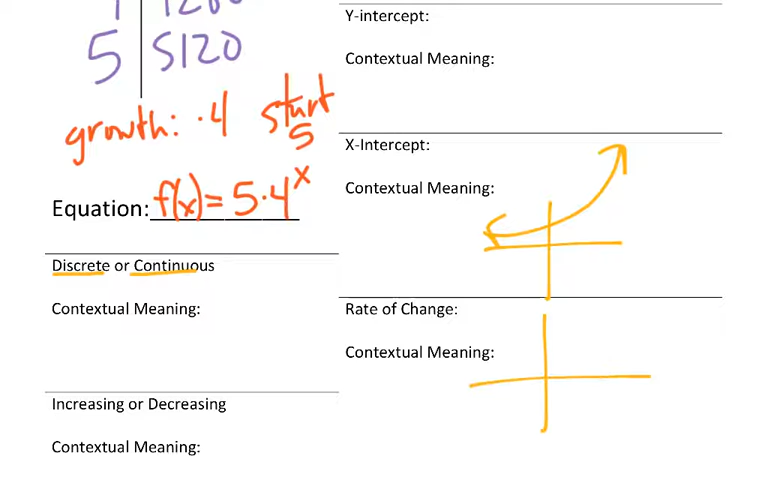 5 5120
growth: ·4 start
5
Equation: f(x) = 5·4^x
Discrete or Continuous
Contextual Meaning:
Increasing or Decreasing
Contextual Meaning:
Y-intercept:
Contextual Meaning:
X-Intercept:
Contextual Meaning:
Rate of Change:
Contextual Meaning: